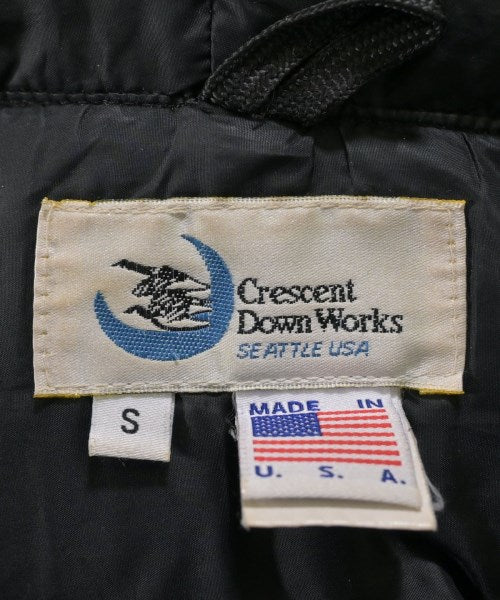 Crescent
Down Works
SEATTLE USA
S
MADE IN
U. S. A.